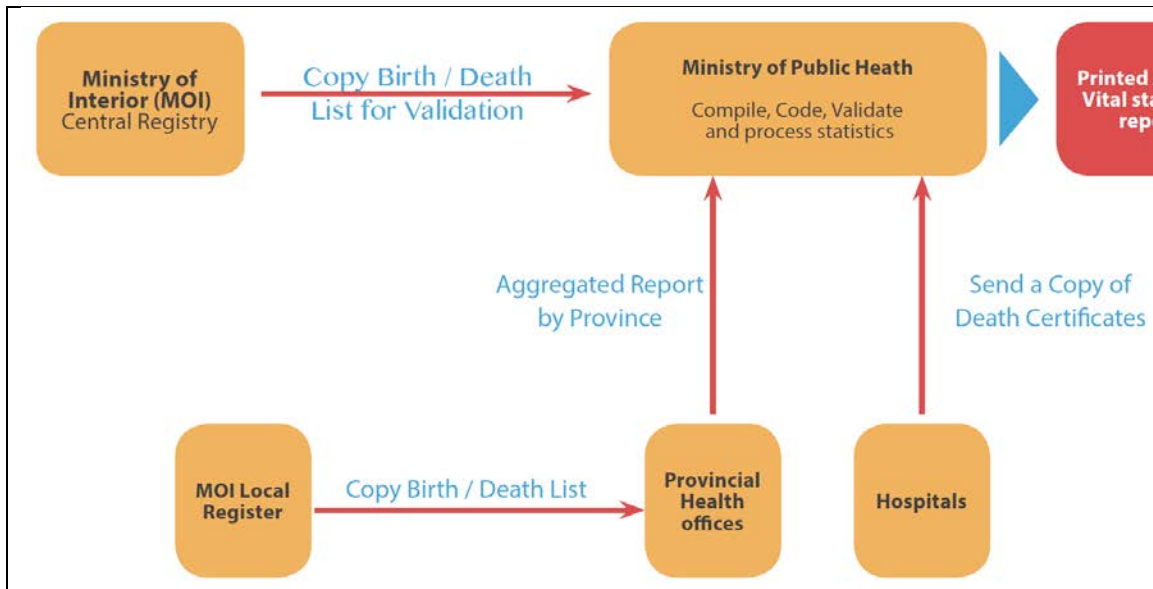 Ministry of
Interior (MOI)
Central Registry
Copy Birth / Death
List for Validation
Ministry of Public Heath
Compile, Code, Validate
and process statistics
Printed
Vital
Aggregated Report
by Province
Send a Copy of
Death Certificates
MOI Local
Register
Copy Birth / Death List
Provincial
Health
offices
Hospitals